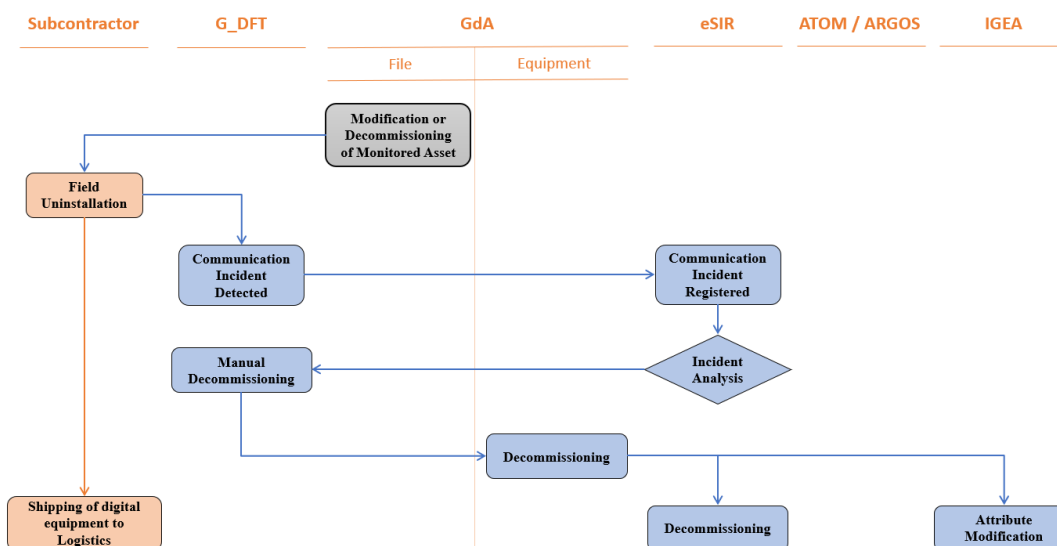 Subcontractor
G_DFT
GdA
eSIR
ATOM / ARGOS
IGEA
File
Equipment
Modification or
Decommissioning
of Monitored Asset
Field
Uninstallation
Communication
Incident
Detected
Communication
Incident
Registered
Manual
Decommissioning
Incident
Analysis
Decommissioning
Shipping of digital
equipment to
Logistics
Decommissioning
Attribute
Modification